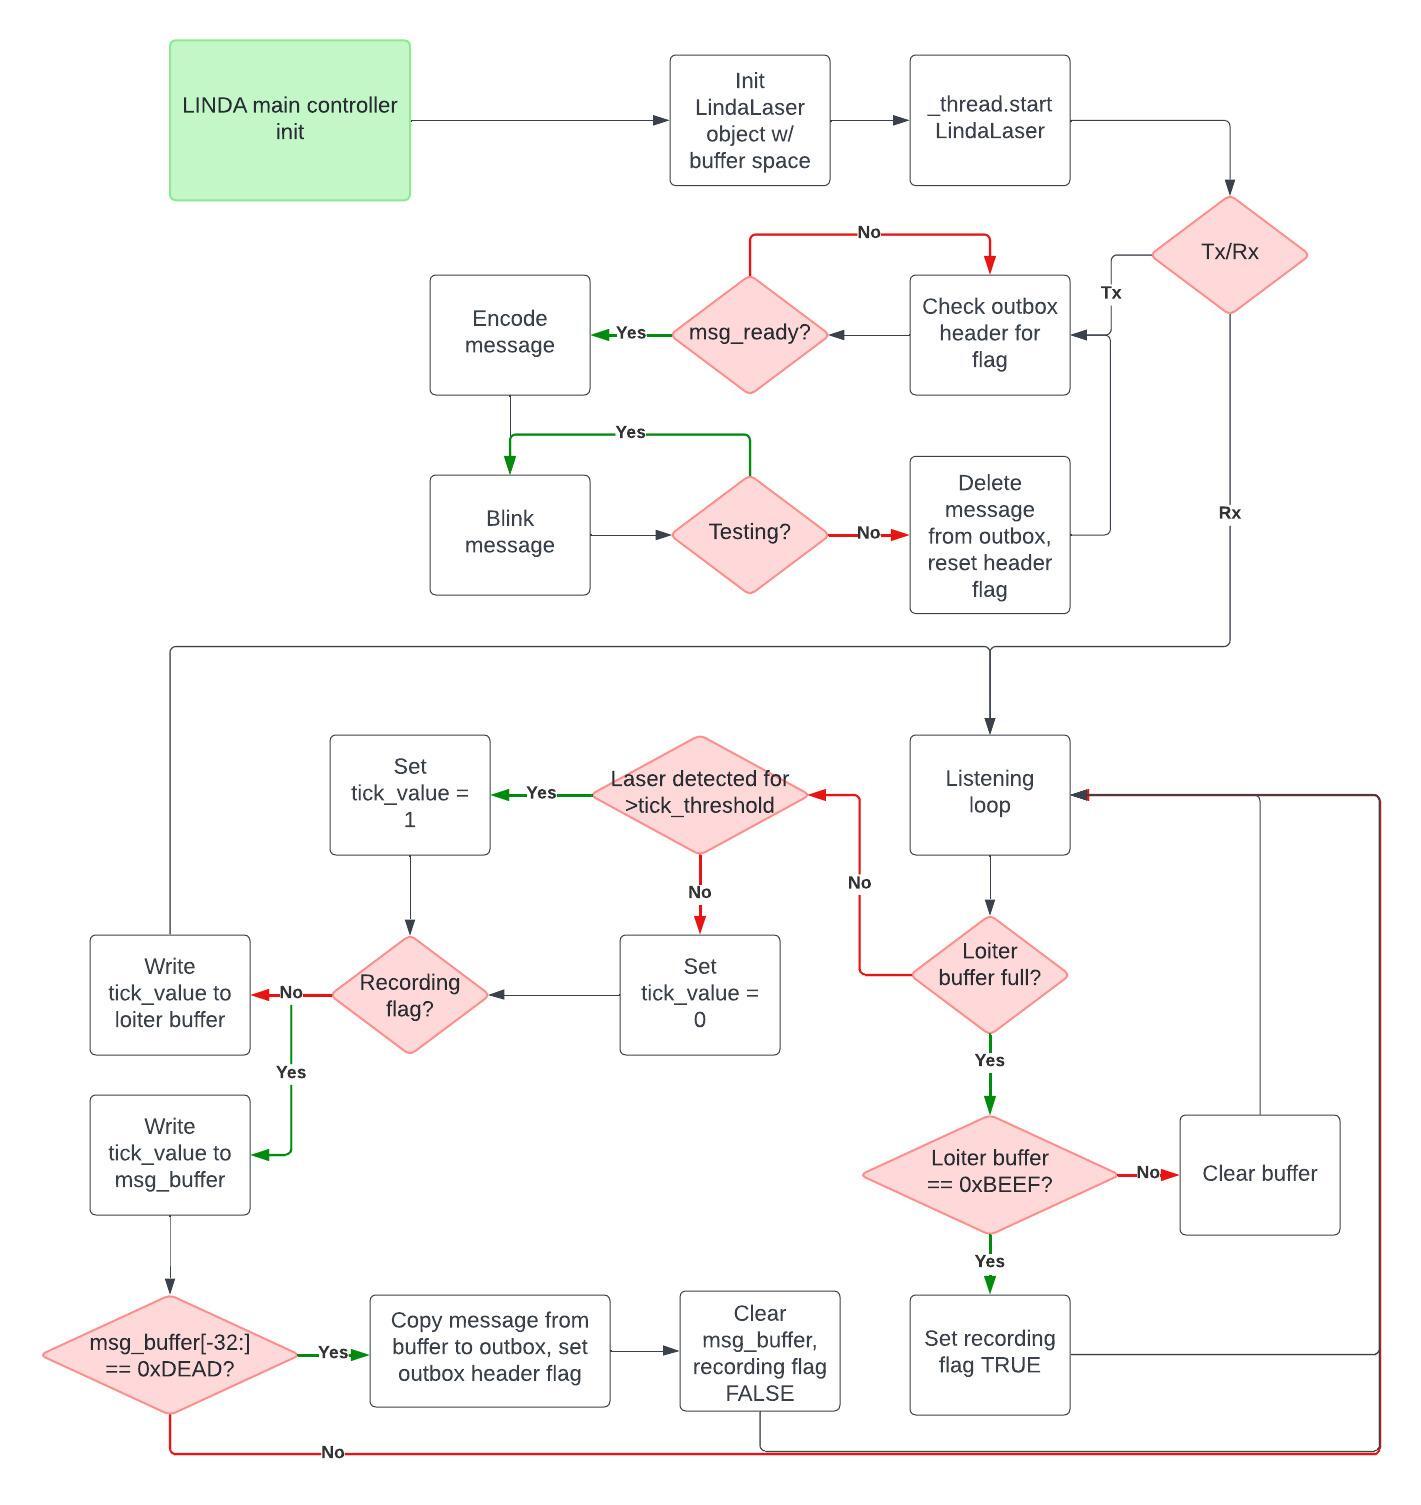 LINDA main controller
init
Init
LindaLaser
object w/
buffer space
_thread.start
LindaLaser
Tx/Rx
Tx
Rx
No
Check outbox
header for
flag
msg_ready?
Yes
Encode
message
Yes
Blink
message
Testing?
No
Delete
message
from outbox,
reset header
flag
Listening
loop
Loiter
buffer full?
No
Laser detected for
>tick_threshold
Yes
Set
tick_value =
1
No
Set
tick_value =
0
Recording
flag?
No
Write
tick_value to
loiter buffer
Yes
Write
tick_value to
msg_buffer
Yes
Loiter buffer
== 0xBEEF?
No
Clear buffer
Yes
Set recording
flag TRUE
msg_buffer[-32:]
== 0xDEAD?
Yes
Copy message from
buffer to outbox, set
outbox header flag
Clear
msg_buffer,
recording flag
FALSE
No